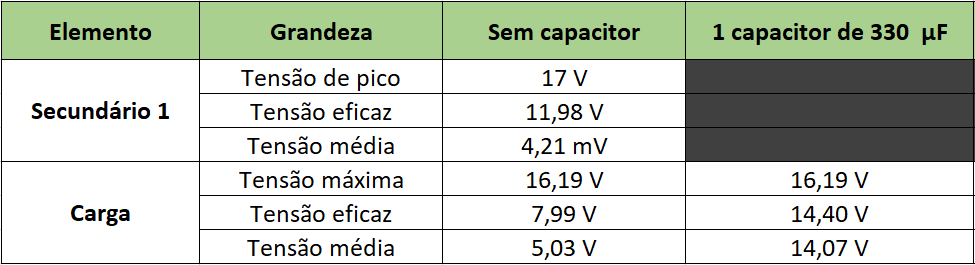 Elemento Grandeza Sem capacitor 1 capacitor de 330 µF
Secundário 1
Tensão de pico 17 V
Tensão eficaz 11,98 V
Tensão média 4,21 mV
Carga
Tensão máxima 16,19 V 16,19 V
Tensão eficaz 7,99 V 14,40 V
Tensão média 5,03 V 14,07 V